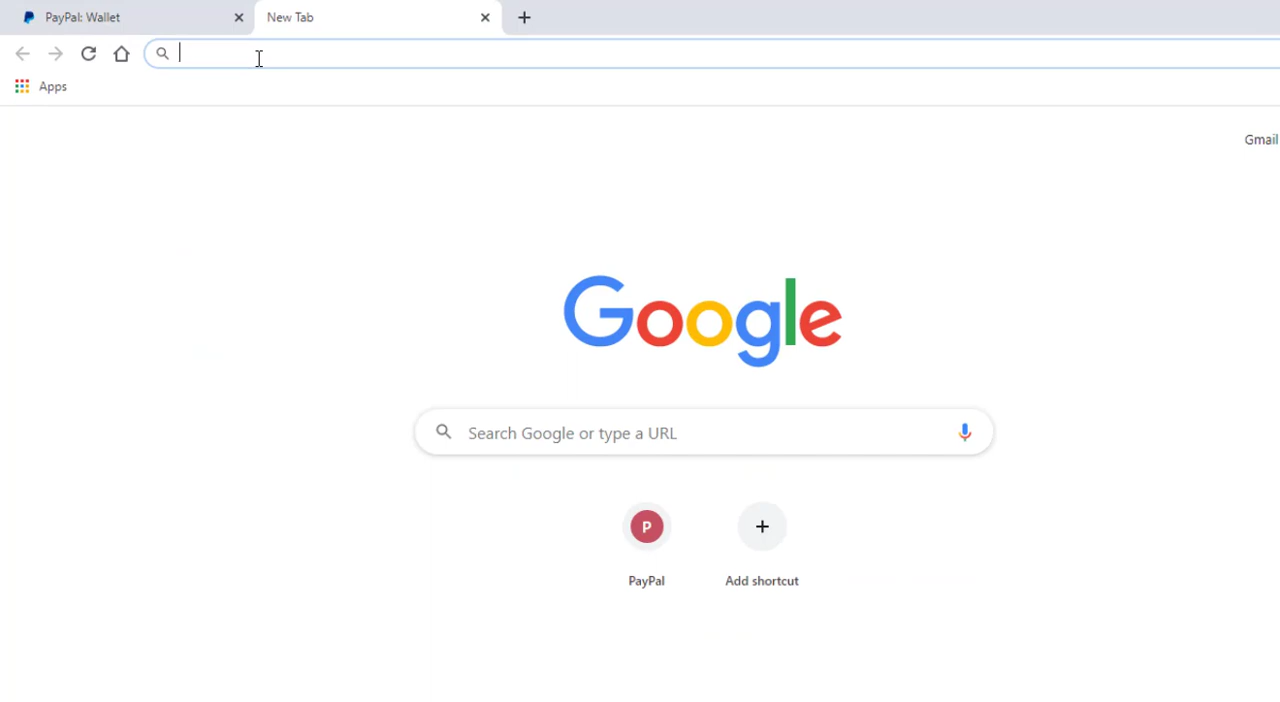 PayPal: Wallet
New Tab
Apps
Gmail
Google
Search Google or type a URL
P
PayPal
Add shortcut